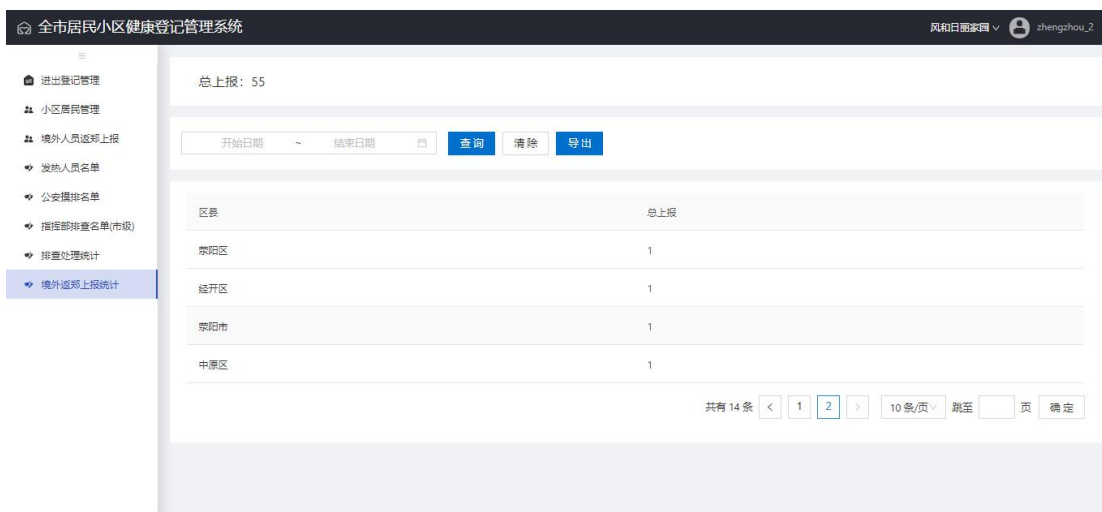 全市居民小区健康登记管理系统
风和日丽家园
zhengzhou_2
进出登记管理
小区居民管理
境外人员返郑上报
发热人员名单
公安摸排名单
指挥部排查名单(市级)
排查处理统计
境外返郑上报统计
总上报：55
开始日期 ~ 结束日期 查询 清除 导出
区县 总上报
荥阳区 1
经开区 1
荥阳市 1
中原区 1
共有 14 条 < 1 2 > 10 条/页 跳至 页 确定